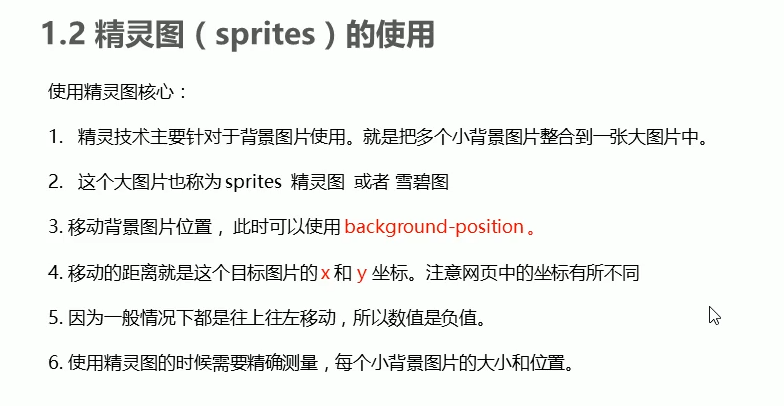 1.2 精灵图（sprites）的使用
使用精灵图核心：
1. 精灵技术主要针对于背景图片使用。就是把多个小背景图片整合到一张大图片中。
2. 这个大图片也称为 sprites 精灵图 或者 雪碧图
3. 移动背景图片位置， 此时可以使用 background-position 。
4. 移动的距离就是这个目标图片的 x 和 y 坐标。注意网页中的坐标有所不同
5. 因为一般情况下都是往上往左移动，所以数值是负值。
6. 使用精灵图的时候需要精确测量，每个小背景图片的大小和位置。